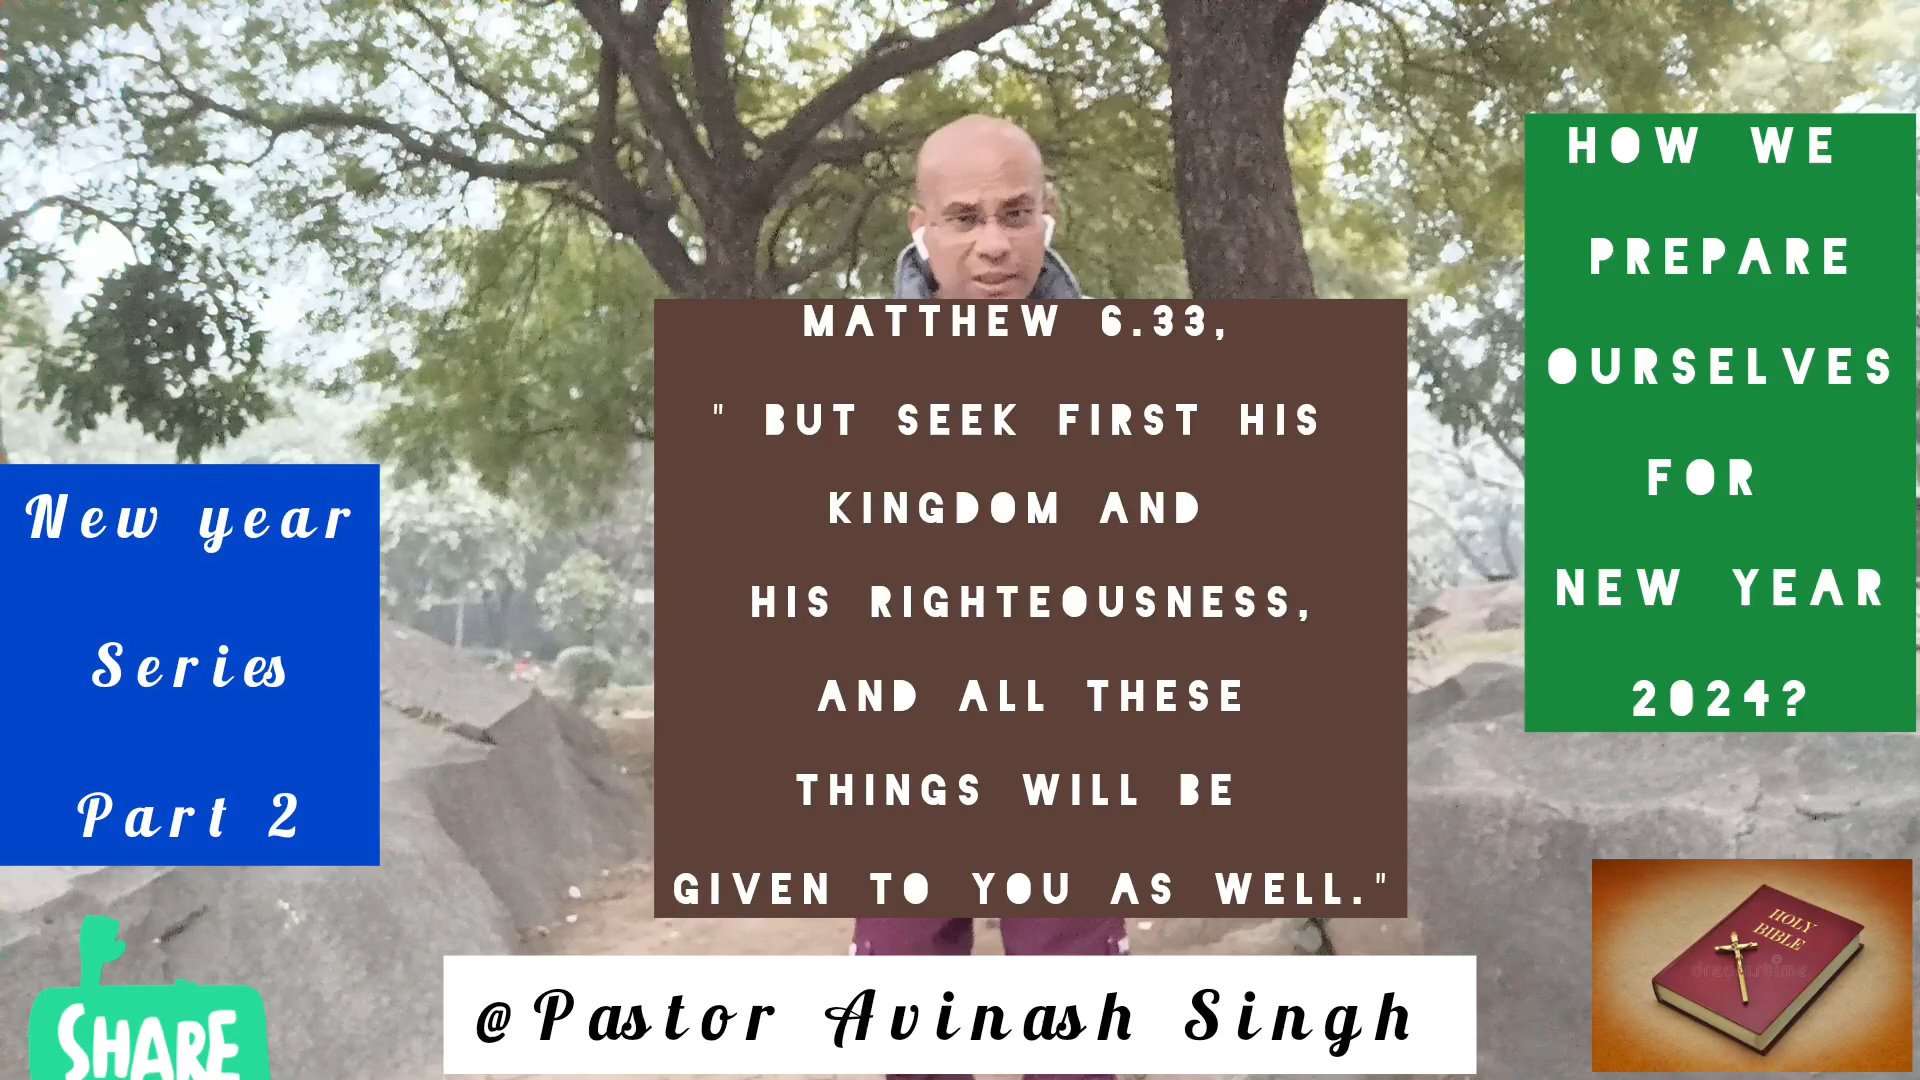 HOW WE
PREPARE
OURSELVES
FOR
NEW YEAR
2024?
MATTHEW 6.33,
" BUT SEEK FIRST HIS
KINGDOM AND
HIS RIGHTEOUSNESS,
AND ALL THESE
THINGS WILL BE
GIVEN TO YOU AS WELL."
New year
Series
Part 2
HOLY
BIBLE
dreamstime
@Pastor Avinash Singh
SHARE